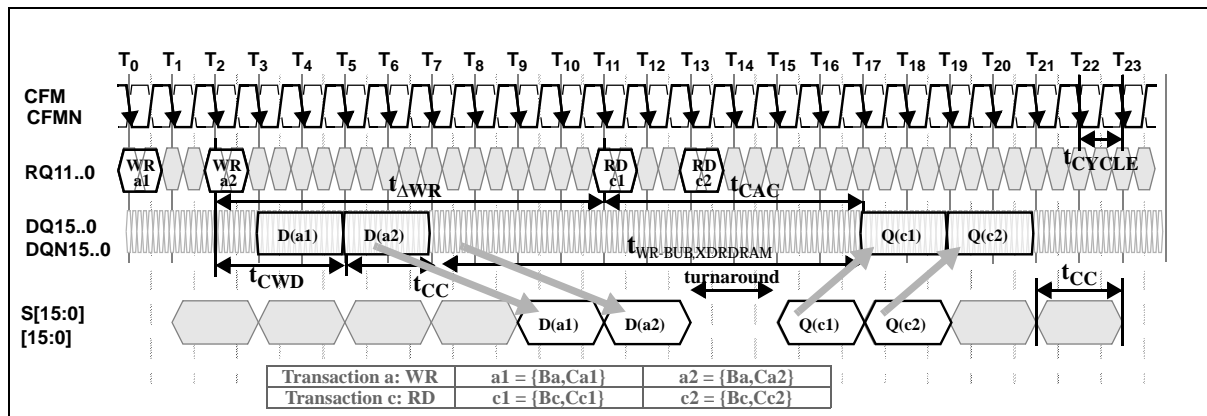 T0 T1 T2 T3 T4 T5 T6 T7 T8 T9 T10 T11 T12 T13 T14 T15 T16 T17 T18 T19 T20 T21 T22 T23
CFM
CFMN
tCYCLE
RQ11..0
WR a1
WR a2
RD c1
RD c2
tΔWR
tCAC
DQ15..0
DQN15..0
D(a1)
D(a2)
Q(c1)
Q(c2)
tWR-BUB,XDRDRAM
tCWD
tCC
turnaround
tCC
S[15:0]
[15:0]
D(a1)
D(a2)
Q(c1)
Q(c2)
Transaction a: WR a1 = {Ba,Ca1} a2 = {Ba,Ca2}
Transaction c: RD c1 = {Bc,Cc1} c2 = {Bc,Cc2}